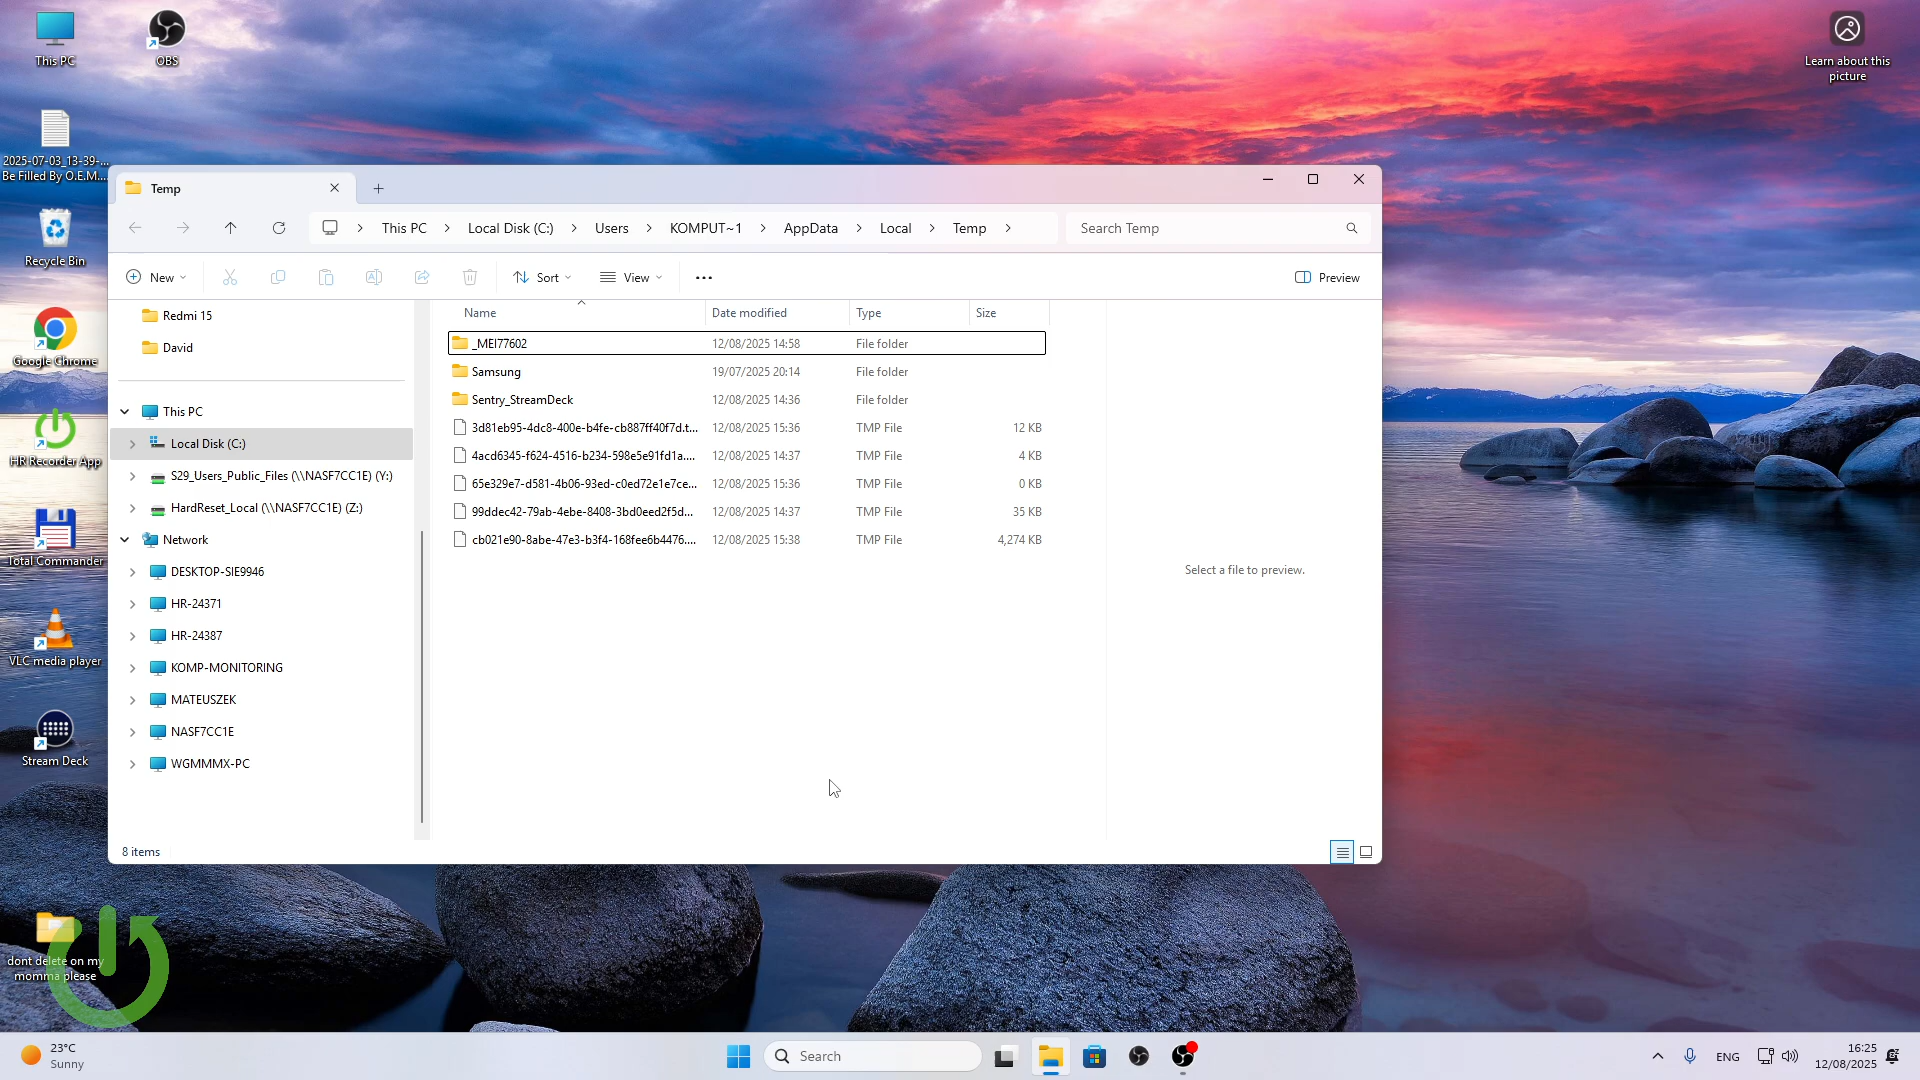 This PC
OBS
Learn about this
picture
2025-07-03_13-39-...
Be Filled By O.E.M....
Recycle Bin
Google Chrome
HR Recorder App
Total Commander
VLC media player
Stream Deck
dont delete on my
momma please
Temp
This PC
Local Disk (C:)
Users
KOMPUT~1
AppData
Local
Temp
Search Temp
New
Sort
View
Preview
Redmi 15
David
This PC
Local Disk (C:)
S29_Users_Public_Files (\\NASF7CC1E) (Y:)
HardReset_Local (\\NASF7CC1E) (Z:)
Network
DESKTOP-SIE9946
HR-24371
HR-24387
KOMP-MONITORING
MATEUSZEK
NASF7CC1E
WGMMMX-PC
Name Date modified Type Size
_MEI77602 12/08/2025 14:58 File folder
Samsung 19/07/2025 20:14 File folder
Sentry_StreamDeck 12/08/2025 14:36 File folder
3d81eb95-4dc8-400e-b4fe-cb887ff40f7d.t... 12/08/2025 15:36 TMP File 12 KB
4acd6345-f624-4516-b234-598e5e91fd1a.... 12/08/2025 14:37 TMP File 4 KB
65e329e7-d581-4b06-93ed-c0ed72e1e7ce... 12/08/2025 15:36 TMP File 0 KB
99ddec42-79ab-4ebe-8408-3bd0eed2f5d... 12/08/2025 14:37 TMP File 35 KB
cb021e90-8abe-47e3-b3f4-168fee6b4476.... 12/08/2025 15:38 TMP File 4,274 KB
Select a file to preview.
8 items
23°C
Sunny
Search
ENG
16:25
12/08/2025